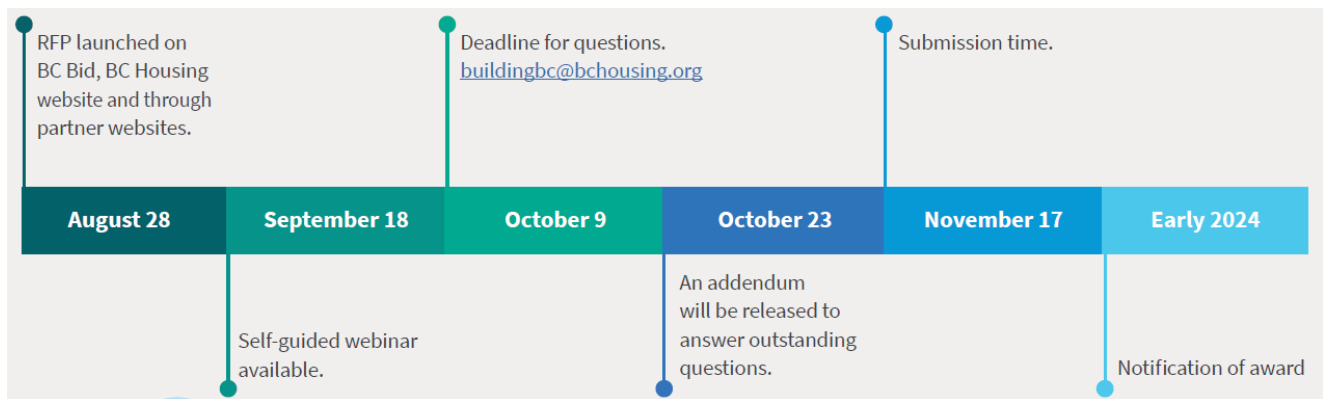 RFP launched on
BC Bid, BC Housing
website and through
partner websites.
Deadline for questions.
buildingbc@bchousing.org
Submission time.
August 28
September 18
October 9
October 23
November 17
Early 2024
Self-guided webinar
available.
An addendum
will be released to
answer outstanding
questions.
Notification of award